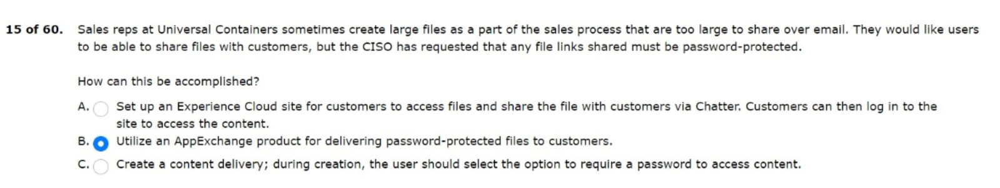 15 of 60. Sales reps at Universal Containers sometimes create large files as a part of the sales process that are too large to share over email. They would like users
to be able to share files with customers, but the CISO has requested that any file links shared must be password-protected.
How can this be accomplished?
A. Set up an Experience Cloud site for customers to access files and share the file with customers via Chatter. Customers can then log in to the
site to access the content.
B. Utilize an AppExchange product for delivering password-protected files to customers.
C. Create a content delivery; during creation, the user should select the option to require a password to access content.